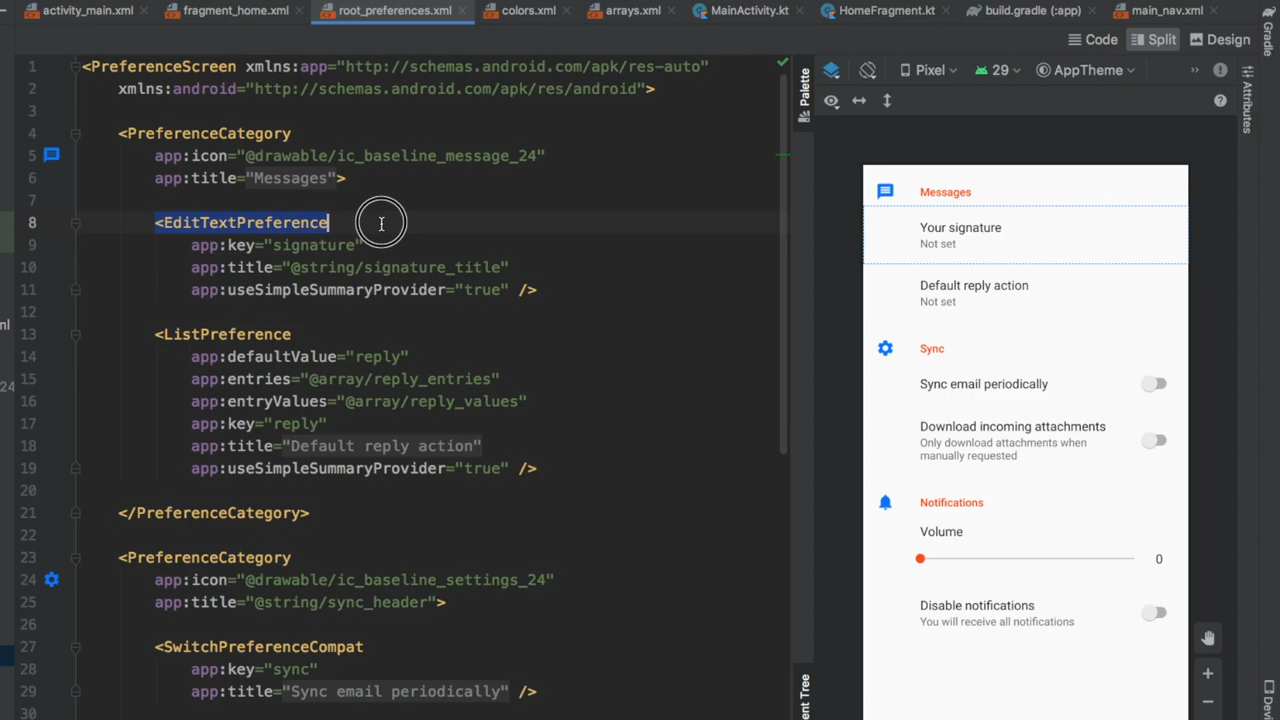 activity_main.xml
fragment_home.xml
root_preferences.xml
colors.xml
arrays.xml
MainActivity.kt
HomeFragment.kt
build.gradle (:app)
main_nav.xml
Code
Split
Design
1 <PreferenceScreen xmlns:app="http://schemas.android.com/apk/res-auto"
2 xmlns:android="http://schemas.android.com/apk/res/android">
3
4 <PreferenceCategory
5 app:icon="@drawable/ic_baseline_message_24"
6 app:title="Messages">
7
8 <EditTextPreference
9 app:key="signature"
10 app:title="@string/signature_title"
11 app:useSimpleSummaryProvider="true" />
12
13 <ListPreference
14 app:defaultValue="reply"
15 app:entries="@array/reply_entries"
16 app:entryValues="@array/reply_values"
17 app:key="reply"
18 app:title="Default reply action"
19 app:useSimpleSummaryProvider="true" />
20
21 </PreferenceCategory>
22
23 <PreferenceCategory
24 app:icon="@drawable/ic_baseline_settings_24"
25 app:title="@string/sync_header">
26
27 <SwitchPreferenceCompat
28 app:key="sync"
29 app:title="Sync email periodically" />
30
ml
24
Palette
Pixel
29
AppTheme
Messages
Your signature
Not set
Default reply action
Not set
Sync
Sync email periodically
Download incoming attachments
Only download attachments when
manually requested
Notifications
Volume
0
Disable notifications
You will receive all notifications
Gradle
Attributes